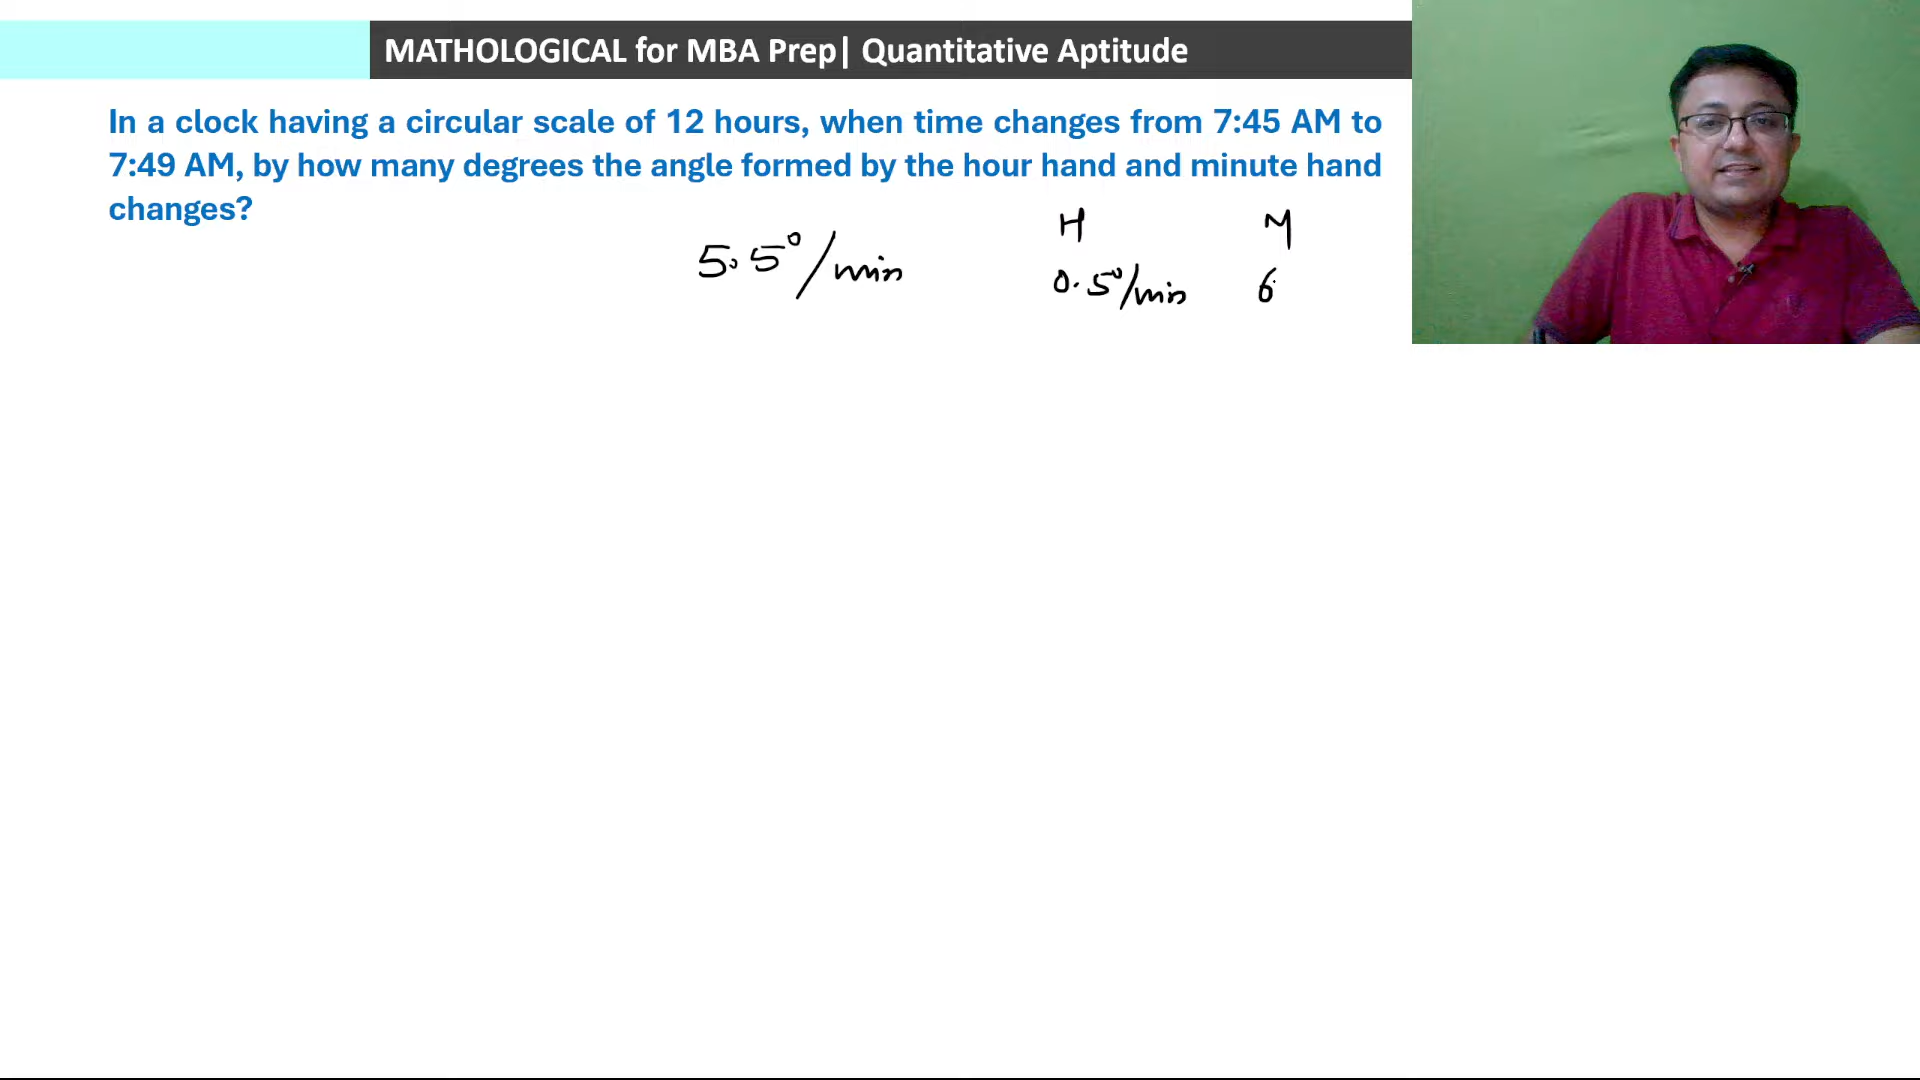 MATHOLOGICAL for MBA Prep| Quantitative Aptitude
In a clock having a circular scale of 12 hours, when time changes from 7:45 AM to
7:49 AM, by how many degrees the angle formed by the hour hand and minute hand
changes?
H M
5.5°/min
0.5°/min 6